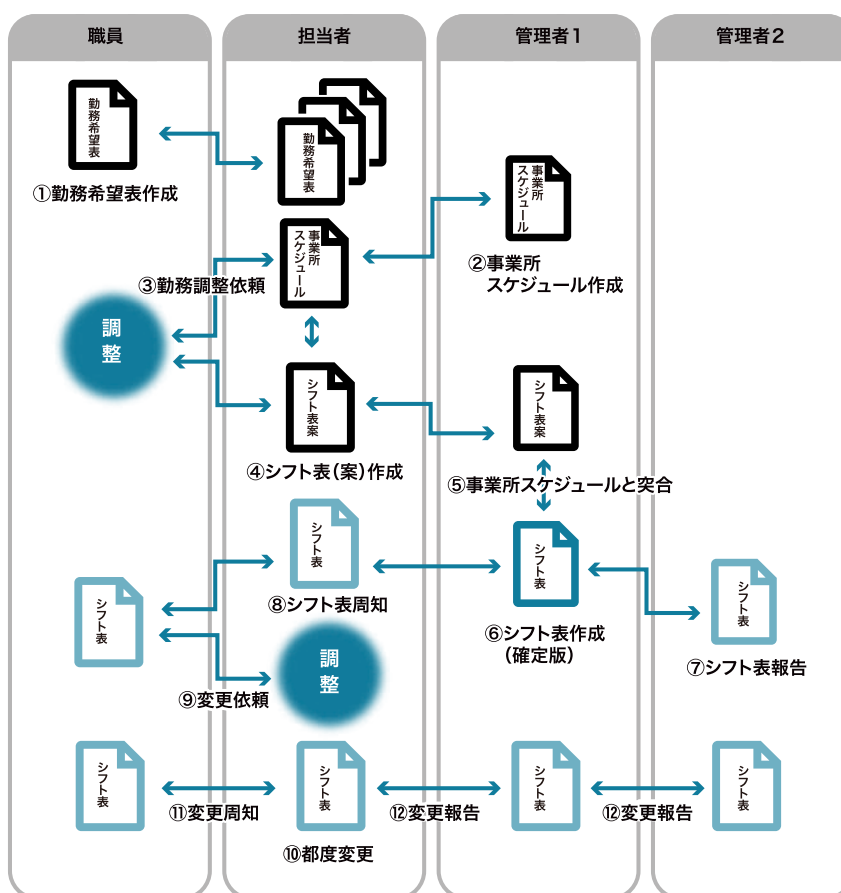 職員
担当者
管理者1
管理者2
勤務希望表
勤務希望表
①勤務希望表作成
事業所
スケジュール
②事業所
スケジュール作成
事業所
スケジュール
③勤務調整依頼
調
整
シフト表案
シフト表案
④シフト表(案)作成
⑤事業所スケジュールと突合
シフト表
シフト表
シフト表
シフト表
⑧シフト表周知
⑥シフト表作成
(確定版)
⑦シフト表報告
調
整
⑨変更依頼
シフト表
シフト表
シフト表
シフト表
⑪変更周知
⑫変更報告
⑫変更報告
⑩都度変更